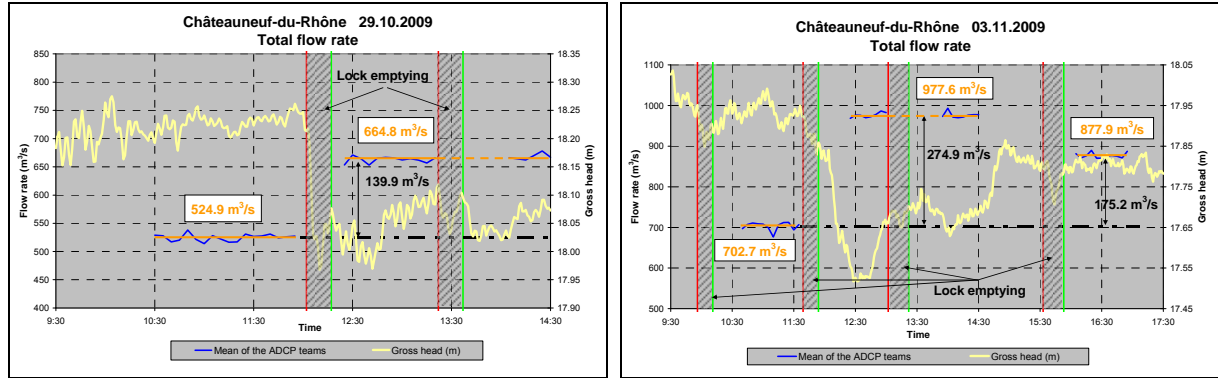 Châteauneuf-du-Rhône 29.10.2009
Total flow rate
850
800
750
700
650
600
550
500
450
400
Flow rate (m³/s)
18.35
18.30
18.25
18.20
18.15
18.10
18.05
18.00
17.95
17.90
Gross head (m)
Lock emptying
664.8 m³/s
139.9 m³/s
524.9 m³/s
9:30 10:30 11:30 12:30 13:30 14:30
Time
Mean of the ADCP teams Gross head (m)
Châteauneuf-du-Rhône 03.11.2009
Total flow rate
1100
1000
900
800
700
600
500
Flow rate (m³/s)
18.05
17.95
17.85
17.75
17.65
17.55
17.45
Gross head (m)
977.6 m³/s
877.9 m³/s
274.9 m³/s
175.2 m³/s
702.7 m³/s
Lock emptying
9:30 10:30 11:30 12:30 13:30 14:30 15:30 16:30 17:30
Time
Mean of the ADCP teams Gross head (m)